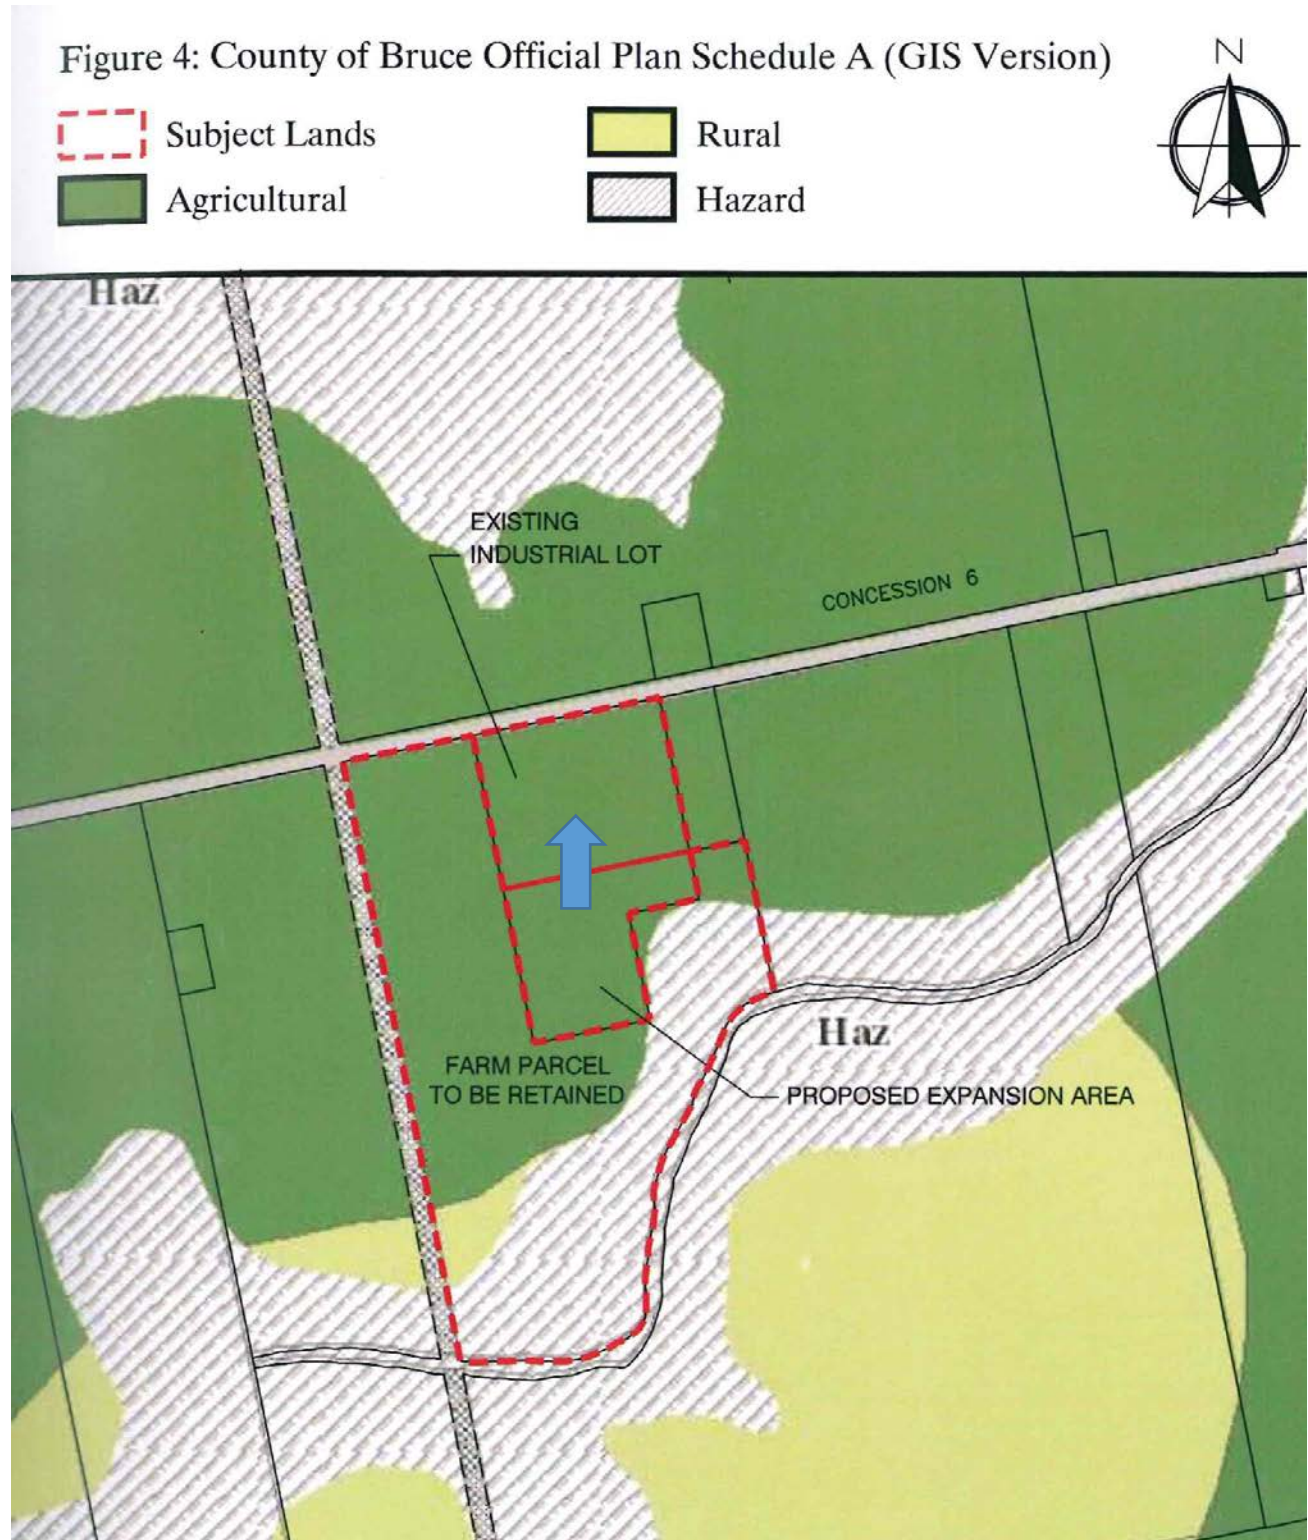 Figure 4: County of Bruce Official Plan Schedule A (GIS Version)
N
Subject Lands
Rural
Agricultural
Hazard
Haz
EXISTING
INDUSTRIAL LOT
CONCESSION 6
Haz
FARM PARCEL
TO BE RETAINED
PROPOSED EXPANSION AREA